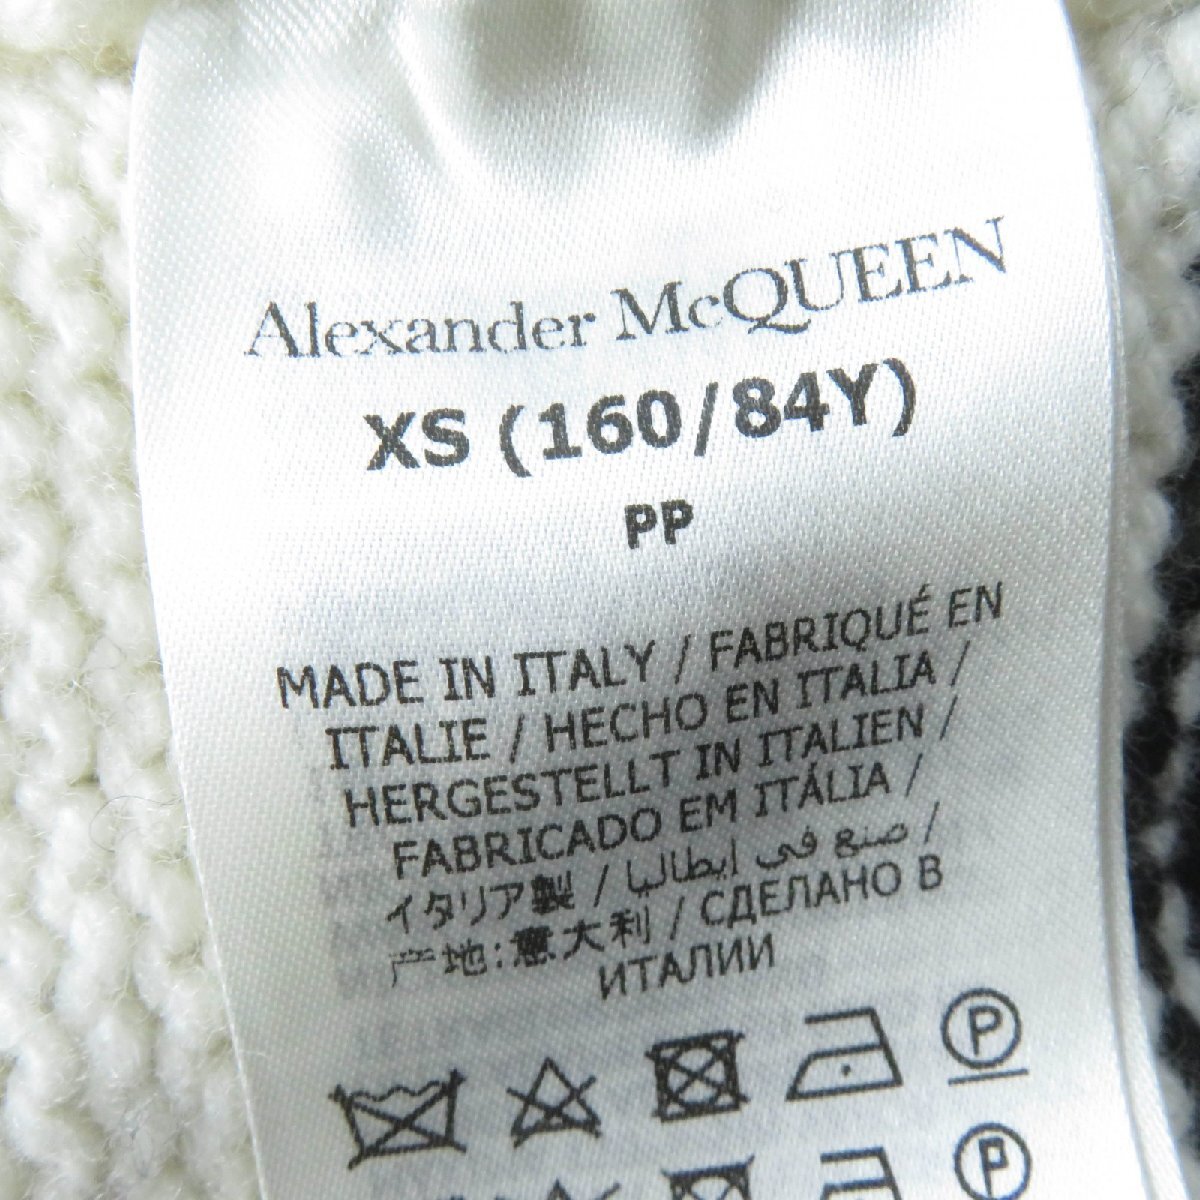 Alexander McQUEEN
XS (160/84Y)
PP
MADE IN ITALY / FABRIQUÉ EN
ITALIE / HECHO EN ITALIA /
HERGESTELLT IN ITALIEN /
FABRICADO EM ITÁLIA /
イタリア製 / صنع في ايطاليا /
产地:意大利 / СДЕЛАНО В
ИТАЛИИ
P
P